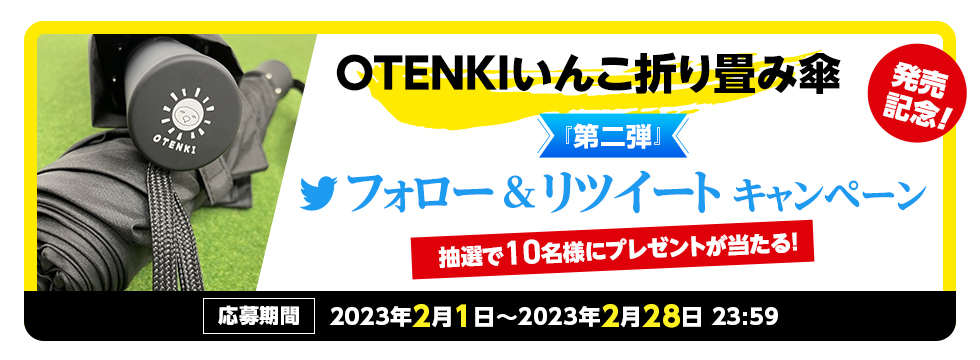 OTENKI
OTENKIいんこ折り畳み傘
発売
記念!
『第二弾』
フォロー&リツイート キャンペーン
抽選で10名様にプレゼントが当たる!
応募期間 2023年2月1日～2023年2月28日 23:59